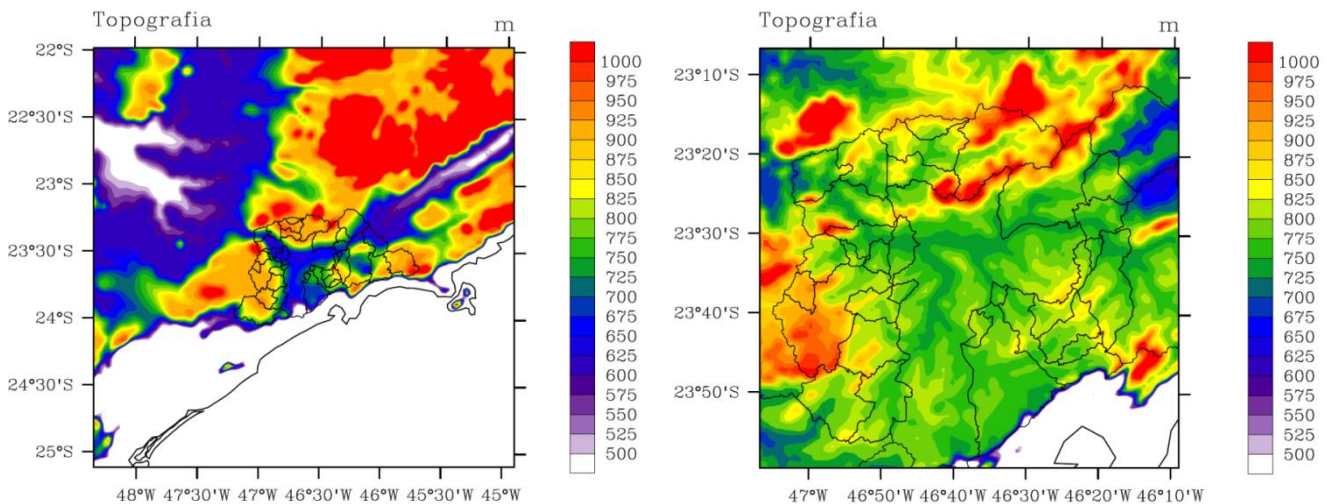 Topografia
m
22°S
22°30'S
23°S
23°30'S
24°S
24°30'S
25°S
48°W 47°30'W 47°W 46°30'W 46°W 45°30'W 45°W
1000
975
950
925
900
875
850
825
800
775
750
725
700
675
650
625
600
575
550
525
500
Topografia
m
23°10'S
23°20'S
23°30'S
23°40'S
23°50'S
47°W 46°50'W 46°40'W 46°30'W 46°20'W 46°10'W
1000
975
950
925
900
875
850
825
800
775
750
725
700
675
650
625
600
575
550
525
500